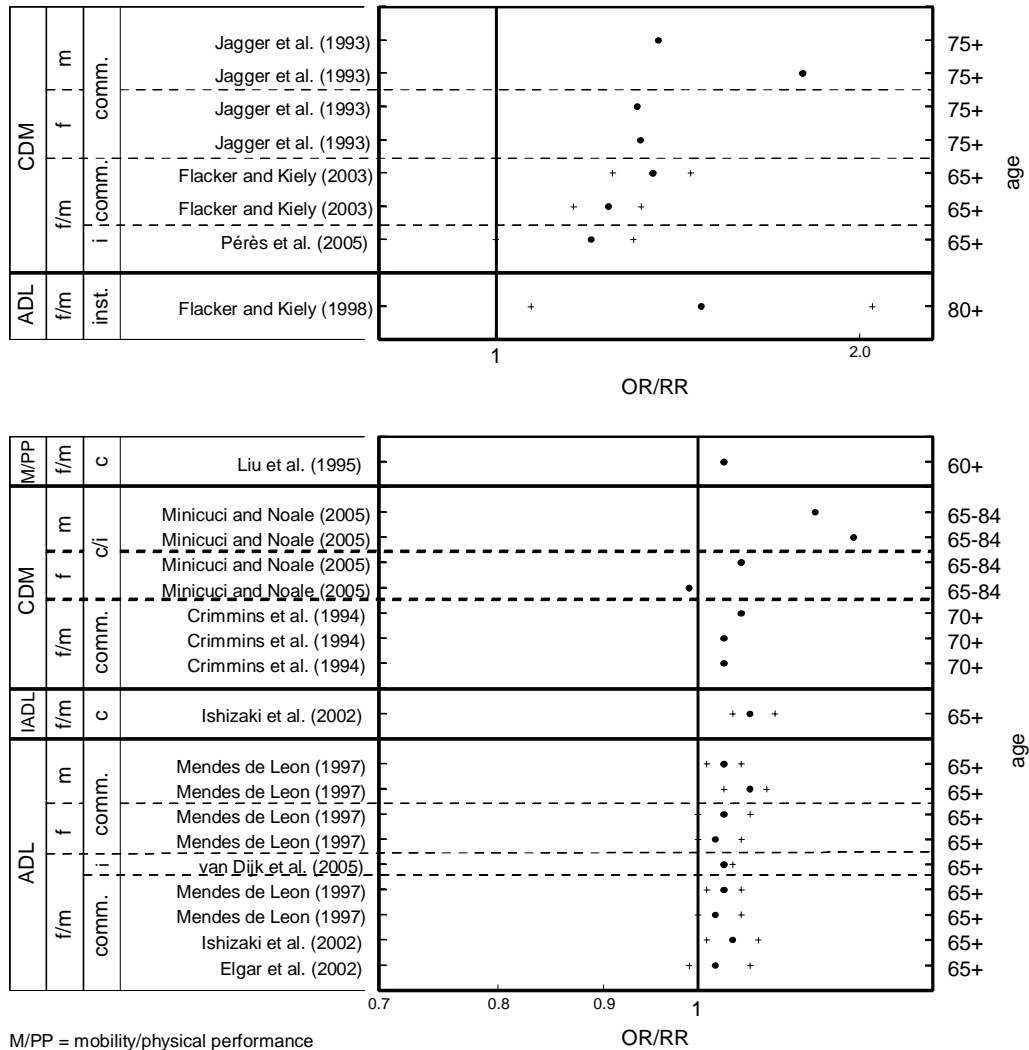 CDM
m
f
f/m
comm.
comm.
i
Jagger et al. (1993) 75+
Jagger et al. (1993) 75+
Jagger et al. (1993) 75+
Jagger et al. (1993) 75+
Flacker and Kiely (2003) 65+
Flacker and Kiely (2003) 65+
i
Pérès et al. (2005) 65+
ADL
f/m
inst.
Flacker and Kiely (1998) 80+
age
1 2.0
OR/RR
M/PP
f/m
c
Liu et al. (1995) 60+
CDM
m
f
f/m
c/i
comm.
Minicuci and Noale (2005) 65-84
Minicuci and Noale (2005) 65-84
Minicuci and Noale (2005) 65-84
Minicuci and Noale (2005) 65-84
Crimmins et al. (1994) 70+
Crimmins et al. (1994) 70+
Crimmins et al. (1994) 70+
IADL
f/m
c
Ishizaki et al. (2002) 65+
ADL
m
f
f/m
comm.
i
comm.
Mendes de Leon (1997) 65+
Mendes de Leon (1997) 65+
Mendes de Leon (1997) 65+
Mendes de Leon (1997) 65+
van Dijk et al. (2005) 65+
Mendes de Leon (1997) 65+
Mendes de Leon (1997) 65+
Ishizaki et al. (2002) 65+
Elgar et al. (2002) 65+
age
0.7 0.8 0.9 1
OR/RR
M/PP = mobility/physical performance